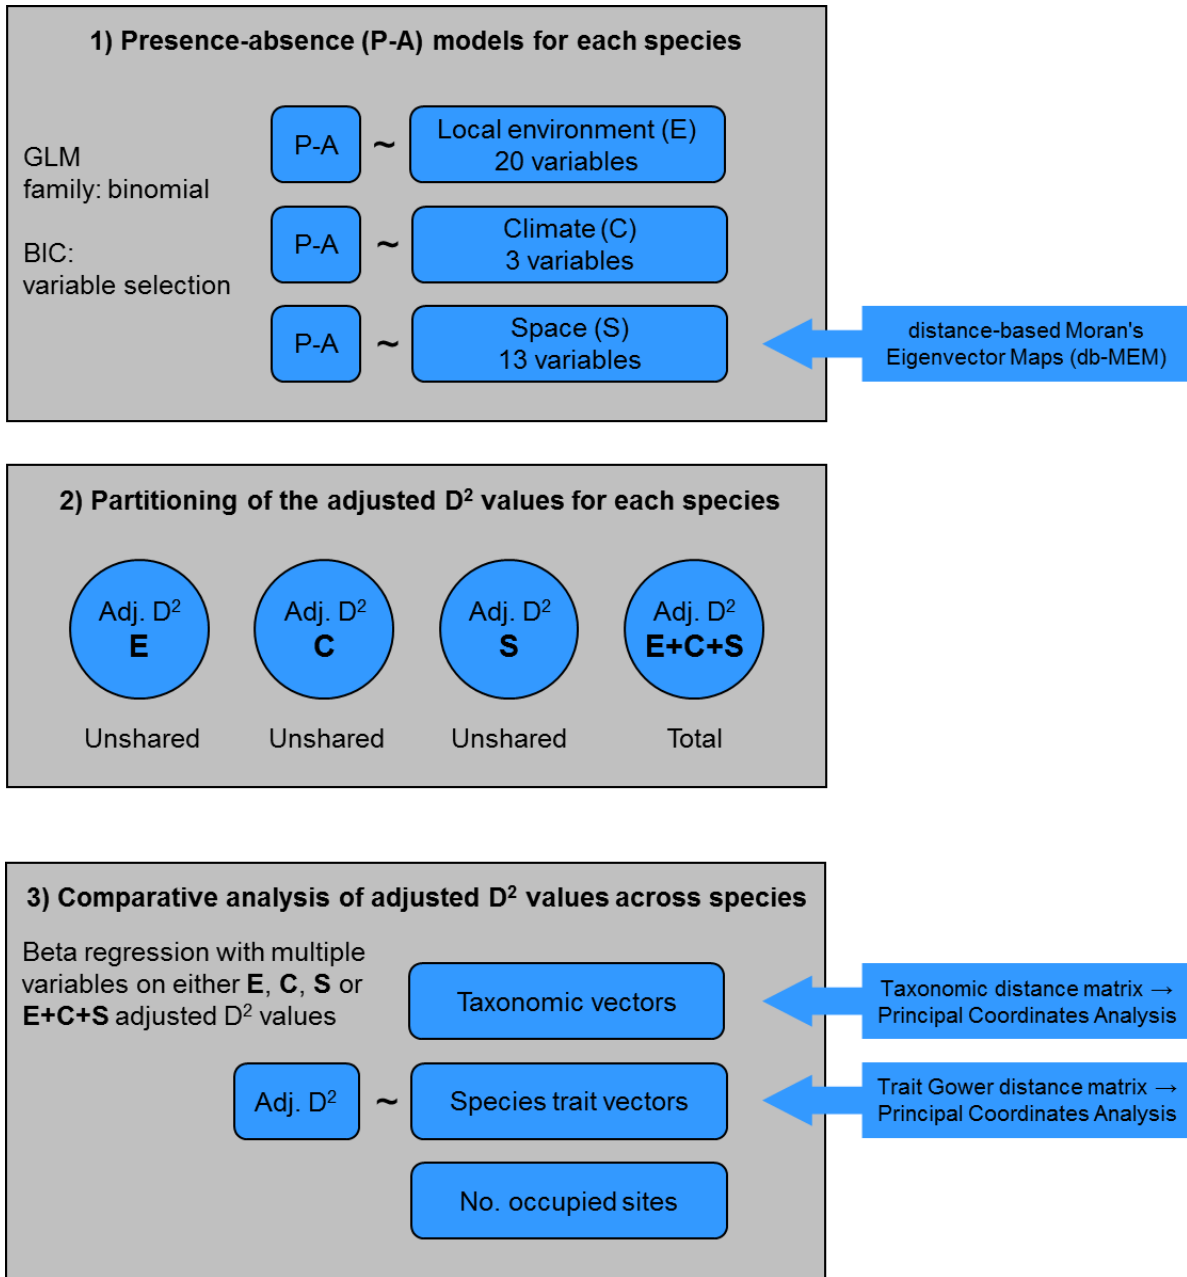 1) Presence-absence (P-A) models for each species
GLM
family: binomial
BIC:
variable selection
P-A
~
Local environment (E)
20 variables
P-A
~
Climate (C)
3 variables
P-A
~
Space (S)
13 variables
distance-based Moran's
Eigenvector Maps (db-MEM)
2) Partitioning of the adjusted D² values for each species
Adj. D²
E
Unshared
Adj. D²
C
Unshared
Adj. D²
S
Unshared
Adj. D²
E+C+S
Total
3) Comparative analysis of adjusted D² values across species
Beta regression with multiple
variables on either E, C, S or
E+C+S adjusted D² values
Taxonomic vectors
Taxonomic distance matrix →
Principal Coordinates Analysis
Adj. D²
~
Species trait vectors
Trait Gower distance matrix →
Principal Coordinates Analysis
No. occupied sites